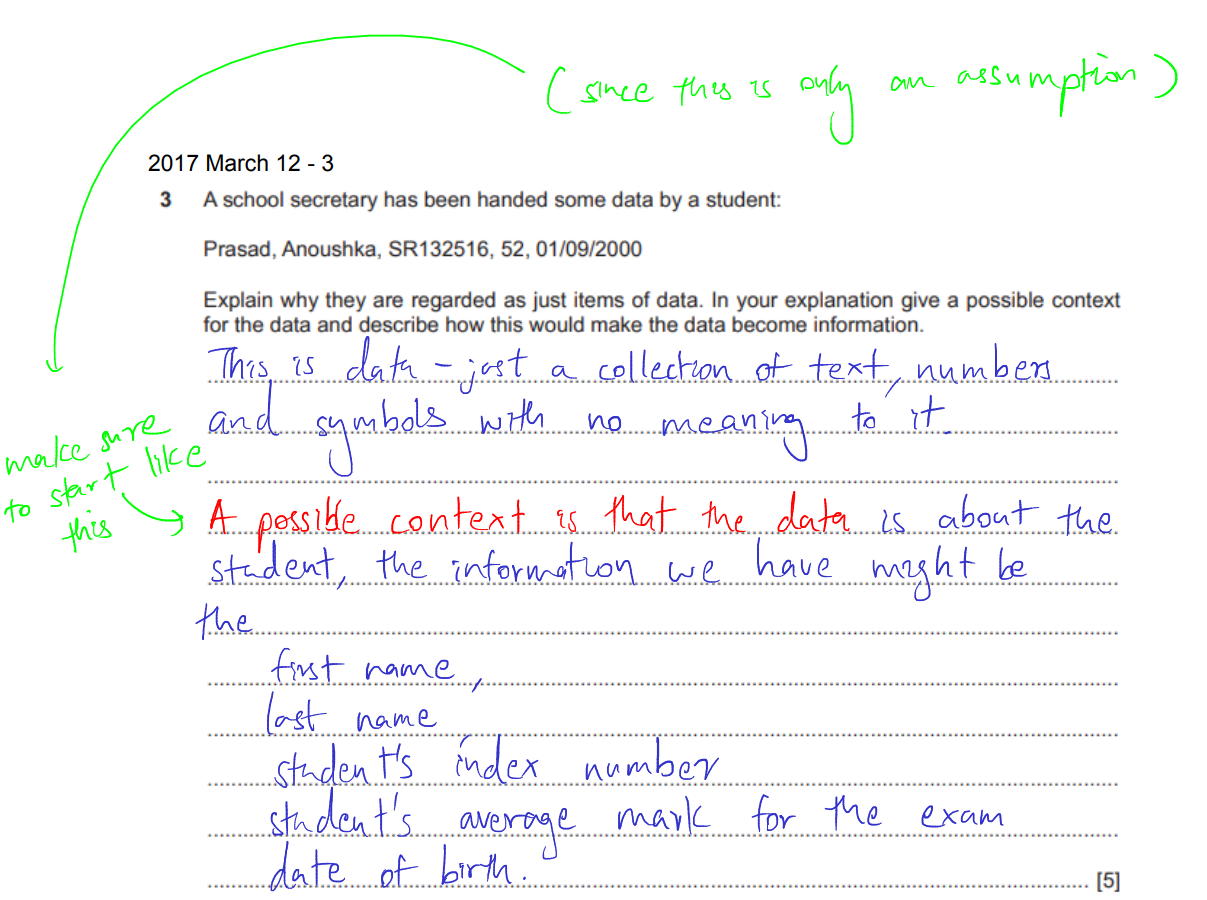 (since this is only an assumption)
2017 March 12 - 3
3 A school secretary has been handed some data by a student:
Prasad, Anoushka, SR132516, 52, 01/09/2000
Explain why they are regarded as just items of data. In your explanation give a possible context
for the data and describe how this would make the data become information.
This is data - just a collection of text, numbers
and symbols with no meaning to it.
make sure
to start like
this
A possible context is that the data is about the
student, the information we have might be
the
first name,
last name
student's index number
student's average mark for the exam
date of birth.
[5]